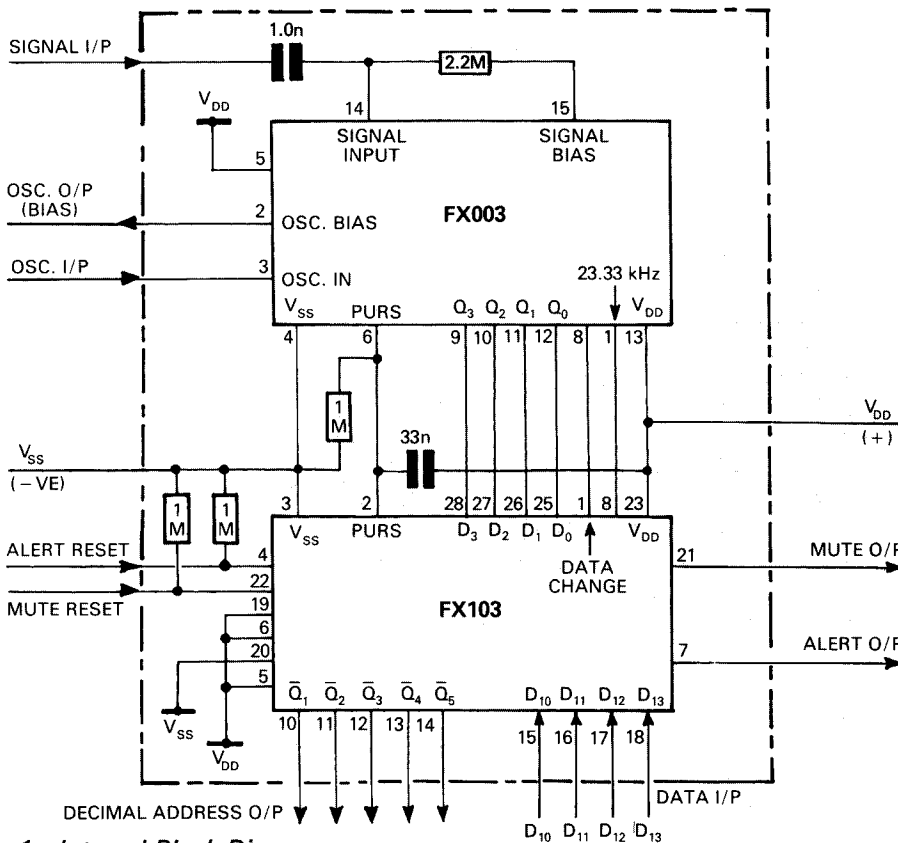 SIGNAL I/P
1.0n
2.2M
V_DD
14
15
SIGNAL INPUT
SIGNAL BIAS
5
OSC. O/P
(BIAS)
2
OSC. BIAS
FX003
OSC. I/P
3
OSC. IN
23.33 kHz
V_SS
PURS
Q_3
Q_2
Q_1
Q_0
V_DD
4
6
9
10
11
12
8
1
13
1 M
33n
V_DD
(+)
V_SS
(-VE)
1 M
1 M
3
2
28
27
26
25
1
8
23
V_SS
PURS
D_3
D_2
D_1
D_0
V_DD
ALERT RESET
4
DATA CHANGE
21
MUTE O/P
MUTE RESET
22
19
FX103
6
20
7
ALERT O/P
5
Q̅_1
Q̅_2
Q̅_3
Q̅_4
Q̅_5
D_10
D_11
D_12
D_13
10
11
12
13
14
15
16
17
18
V_SS
V_DD
DECIMAL ADDRESS O/P
DATA I/P
D_10
D_11
D_12
D_13